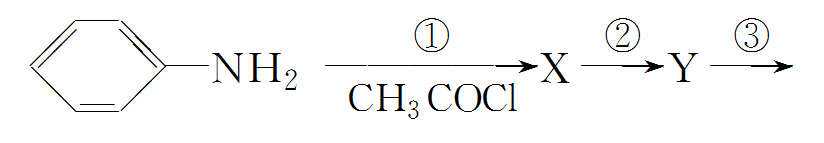 ① ② ③
NH₂ X Y
CH₃COCl